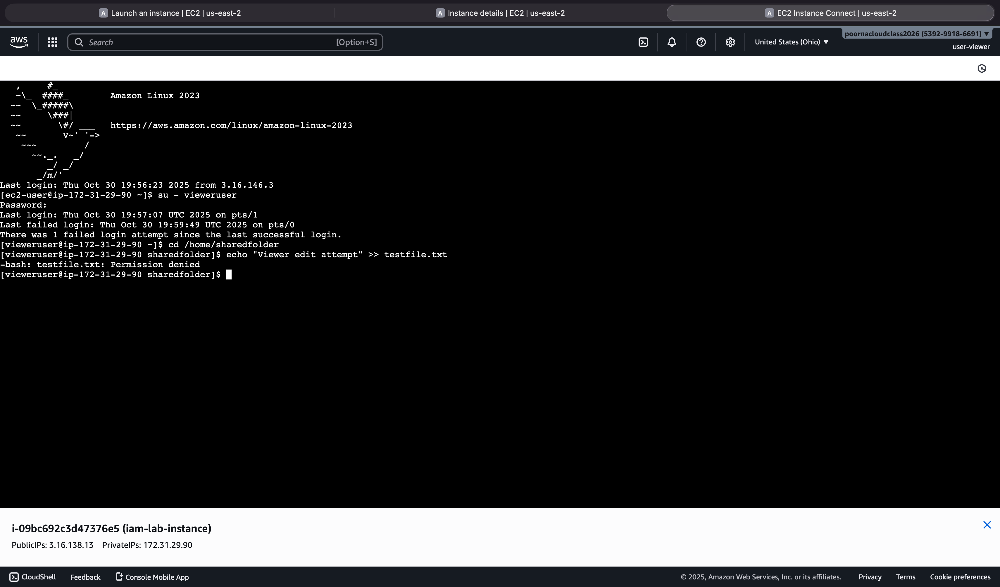 A Launch an instance | EC2 | us-east-2
A Instance details | EC2 | us-east-2
A EC2 Instance Connect | us-east-2
aws
Search [Option+S]
United States (Ohio) ▼
poornacloudclass2026 (5392-9918-6691) ▼
user-viewer
   ,     #_
   ~\_  ####_        Amazon Linux 2023
  ~~  \_#####\
  ~~     \###|
  ~~       \#/ ___   https://aws.amazon.com/linux/amazon-linux-2023
   ~~       V~' '->
    ~~~         /
      ~~._.   _/
         _/ _/
       _/m/'
Last login: Thu Oct 30 19:56:23 2025 from 3.16.146.3
[ec2-user@ip-172-31-29-90 ~]$ su - vieweruser
Password:
Last login: Thu Oct 30 19:57:07 UTC 2025 on pts/1
Last failed login: Thu Oct 30 19:59:49 UTC 2025 on pts/0
There was 1 failed login attempt since the last successful login.
[vieweruser@ip-172-31-29-90 ~]$ cd /home/sharedfolder
[vieweruser@ip-172-31-29-90 sharedfolder]$ echo "Viewer edit attempt" >> testfile.txt
-bash: testfile.txt: Permission denied
[vieweruser@ip-172-31-29-90 sharedfolder]$
i-09bc692c3d47376e5 (iam-lab-instance)
PublicIPs: 3.16.138.13 PrivateIPs: 172.31.29.90
CloudShell Feedback Console Mobile App
© 2025, Amazon Web Services, Inc. or its affiliates. Privacy Terms Cookie preferences